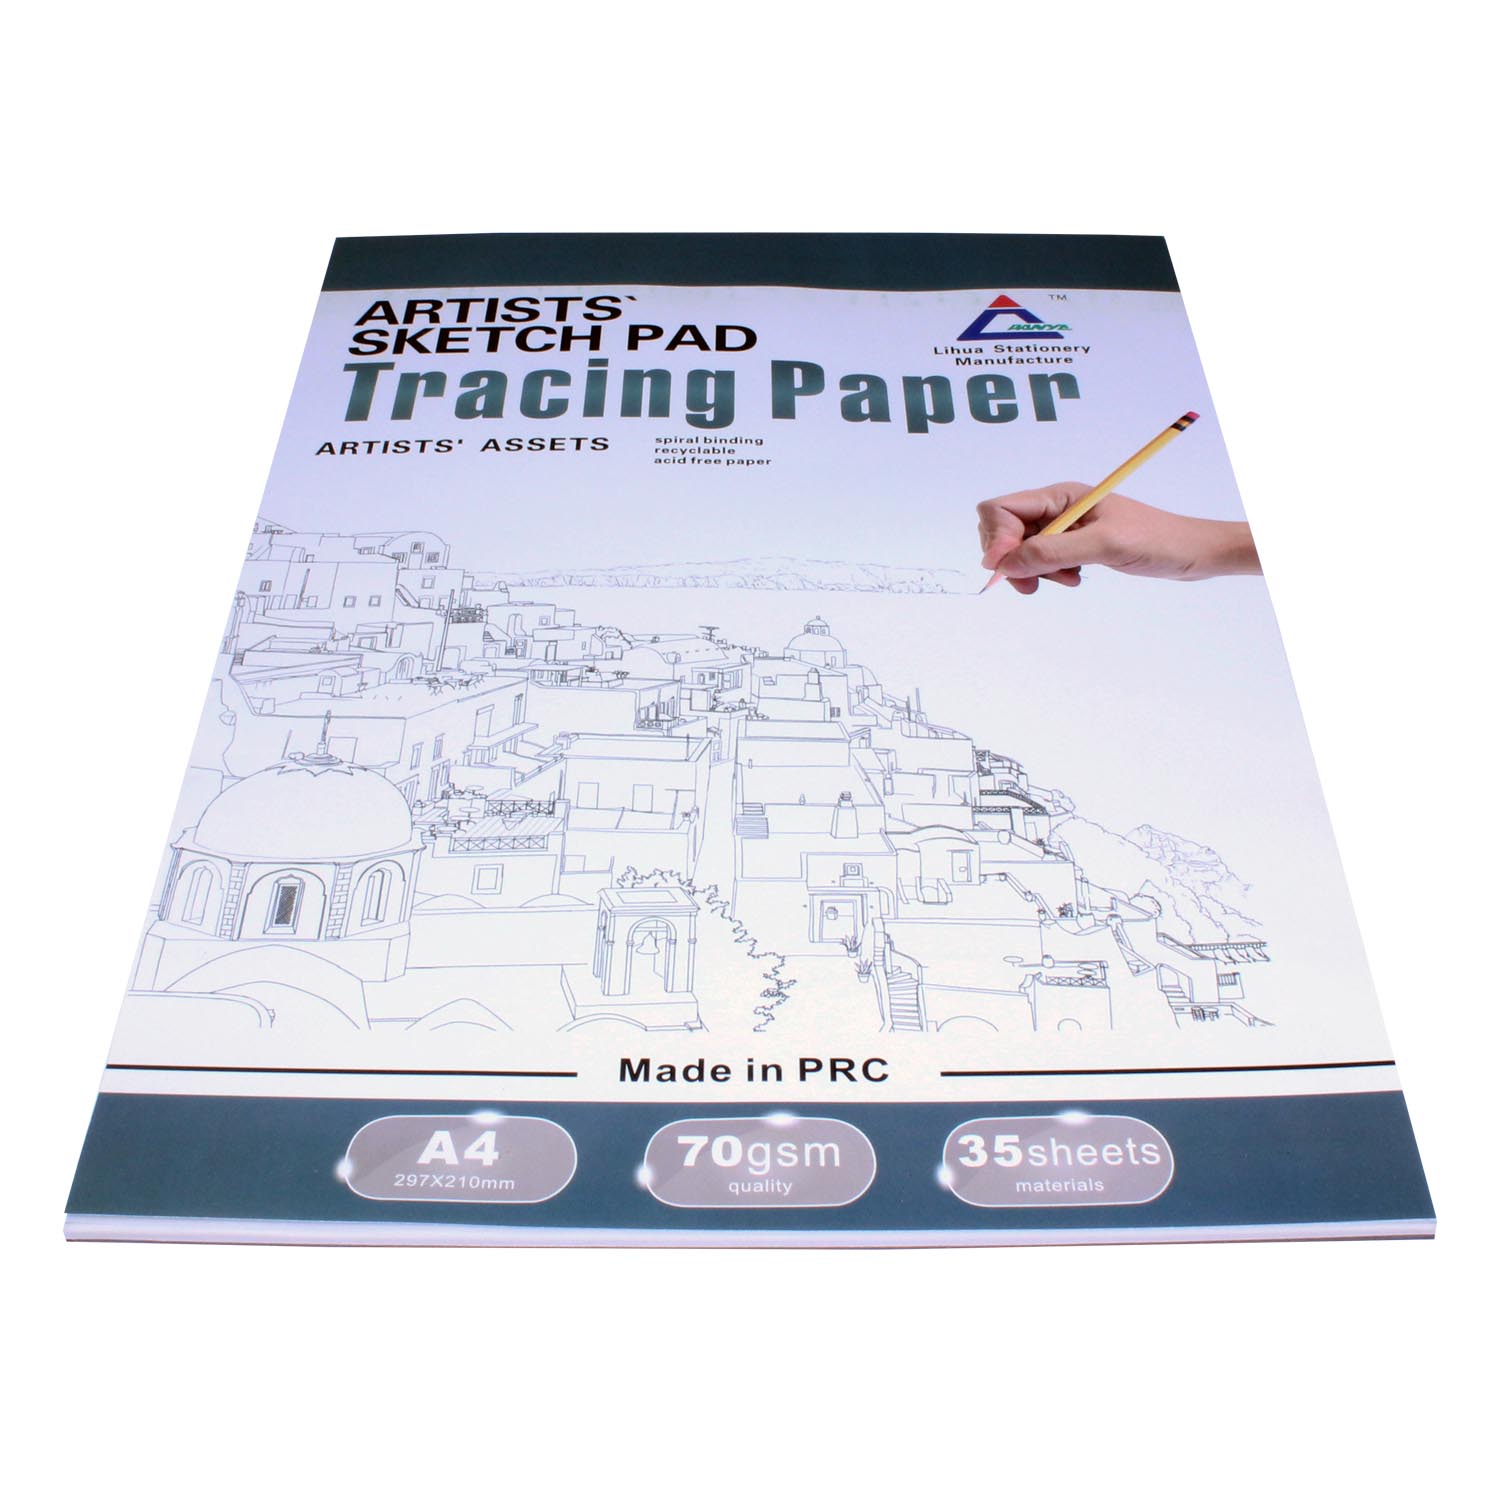 ARTISTS`
SKETCH PAD
Tracing Paper
TM
Lihua Stationery
Manufacture
ARTISTS' ASSETS
spiral binding
recyclable
acid free paper
Made in PRC
A4
297X210mm
70gsm
quality
35sheets
materials